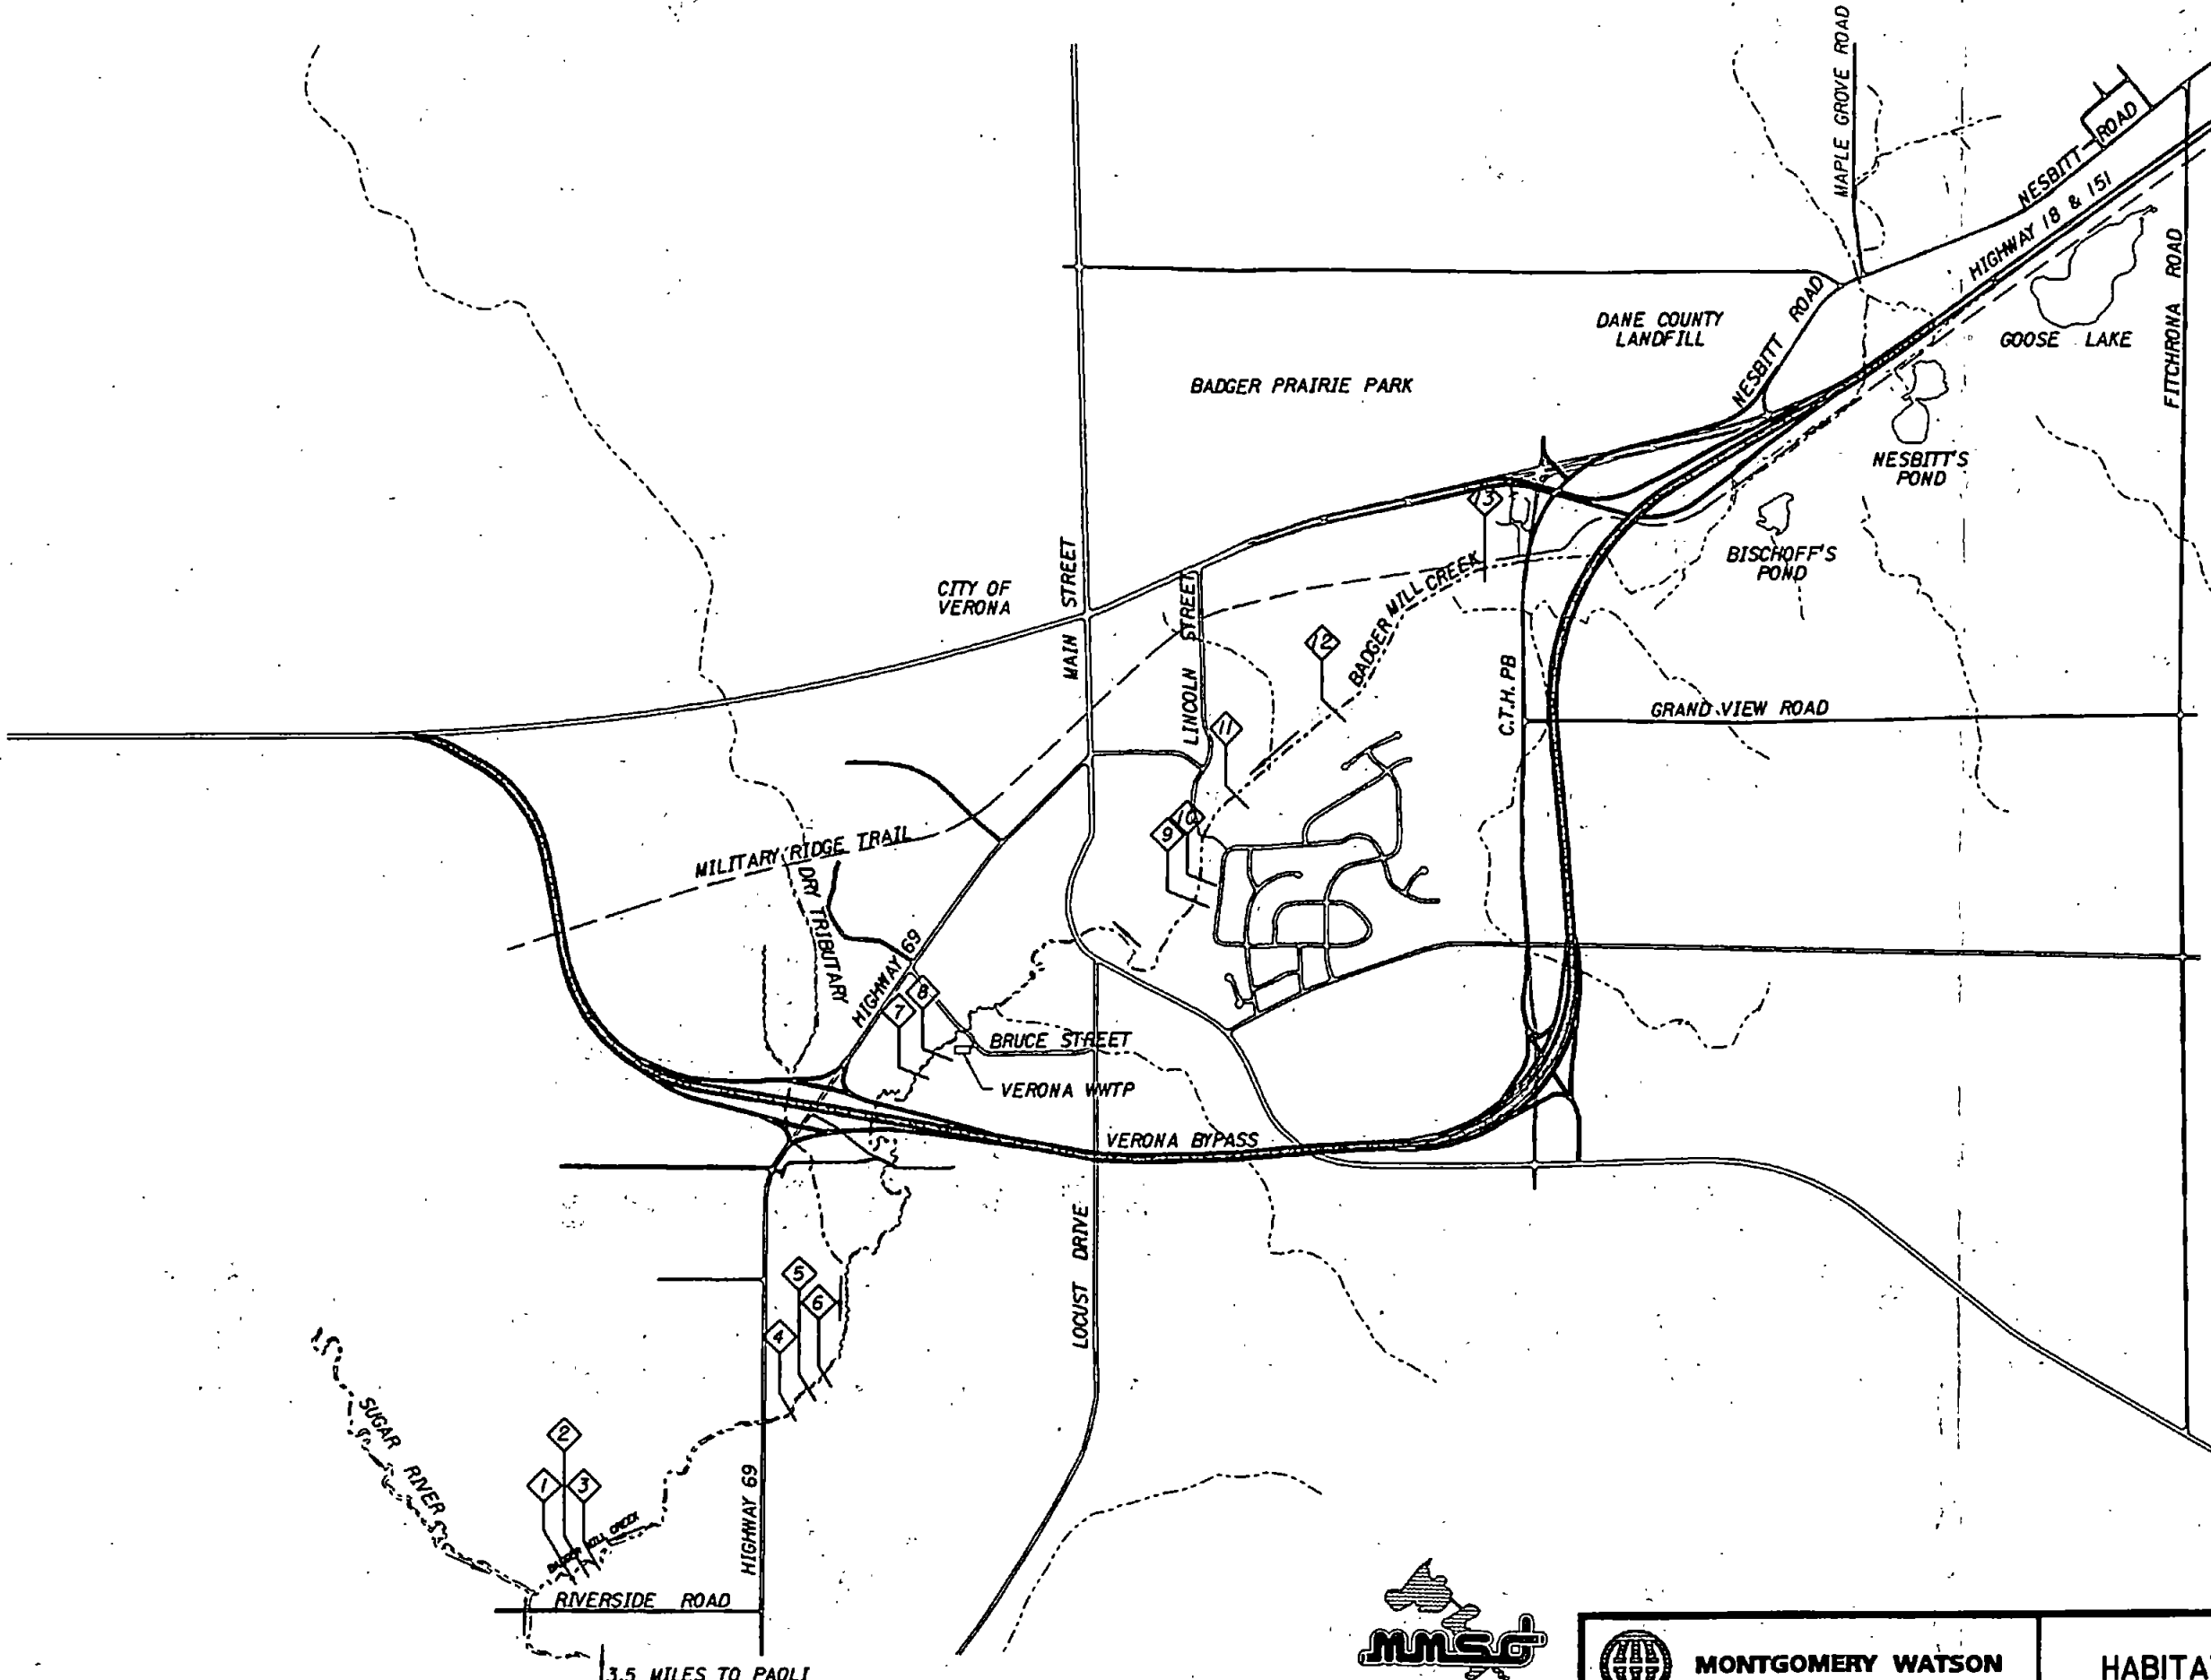 MAPLE GROVE ROAD
NESBITT ROAD
HIGHWAY 18 & 151
FITCHRONA ROAD
GOOSE LAKE
DANE COUNTY
LANDFILL
NESBITT ROAD
BADGER PRAIRIE PARK
NESBITT'S
POND
13
BISCHOFF'S
POND
CITY OF
VERONA
MAIN STREET
LINCOLN STREET
BADGER MILL CREEK
12
C.T.H. PB
GRAND VIEW ROAD
11
10
9
MILITARY RIDGE TRAIL
DRY TRIBUTARY
HIGHWAY 69
8
7
BRUCE STREET
VERONA WWTP
VERONA BYPASS
LOCUST DRIVE
5
6
4
SUGAR RIVER
2
1
3
BADGER MILL CREEK
HIGHWAY 69
RIVERSIDE ROAD
3.5 MILES TO PAOLI
MMSD
MONTGOMERY WATSON
HABITA